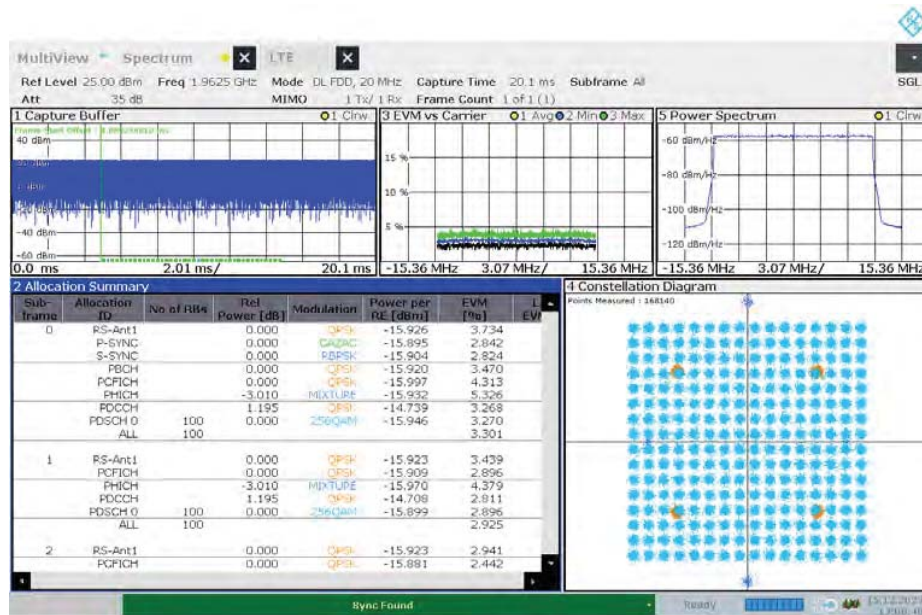 MultiView Spectrum LTE
Ref Level 25.00 dBm Freq 1.9625 GHz Mode DL FDD, 20 MHz Capture Time 20.1 ms Subframe All
SGL
Att 35 dB MIMO 1 Tx/ 1 Rx Frame Count 1 of 1 (1)
1 Capture Buffer 1 Clrw
40 dBm
-40 dBm
-60 dBm
0.0 ms 2.01 ms/ 20.1 ms
3 EVM vs Carrier 1 Avg 2 Min 3 Max
15 %
10 %
5 %
-15.36 MHz 3.07 MHz/ 15.36 MHz
5 Power Spectrum 1 Clrw
-60 dBm/Hz
-80 dBm/Hz
-100 dBm/Hz
-120 dBm/Hz
-15.36 MHz 3.07 MHz/ 15.36 MHz
2 Allocation Summary
Sub-frame Allocation ID No of RBs Rel Power [dB] Modulation Power per RE [dBm] EVM [%]
0 RS-Ant1 0.000 QPSK -15.926 3.734
P-SYNC 0.000 CAZAC -15.895 2.842
S-SYNC 0.000 RBPSK -15.904 2.824
PBCH 0.000 QPSK -15.920 3.470
PCFICH 0.000 QPSK -15.997 4.313
PHICH -3.010 MIXTURE -15.932 5.326
PDCCH 1.195 QPSK -14.739 3.268
PDSCH 0 100 0.000 256QAM -15.946 3.270
ALL 100 3.301
1 RS-Ant1 0.000 QPSK -15.923 3.439
PCFICH 0.000 QPSK -15.909 2.896
PHICH -3.010 MIXTURE -15.970 4.379
PDCCH 1.195 QPSK -14.708 2.811
PDSCH 0 100 0.000 256QAM -15.899 2.896
ALL 100 2.925
2 RS-Ant1 0.000 QPSK -15.923 2.941
PCFICH 0.000 QPSK -15.881 2.442
4 Constellation Diagram
Points Measured : 168140
Sync Found
Ready